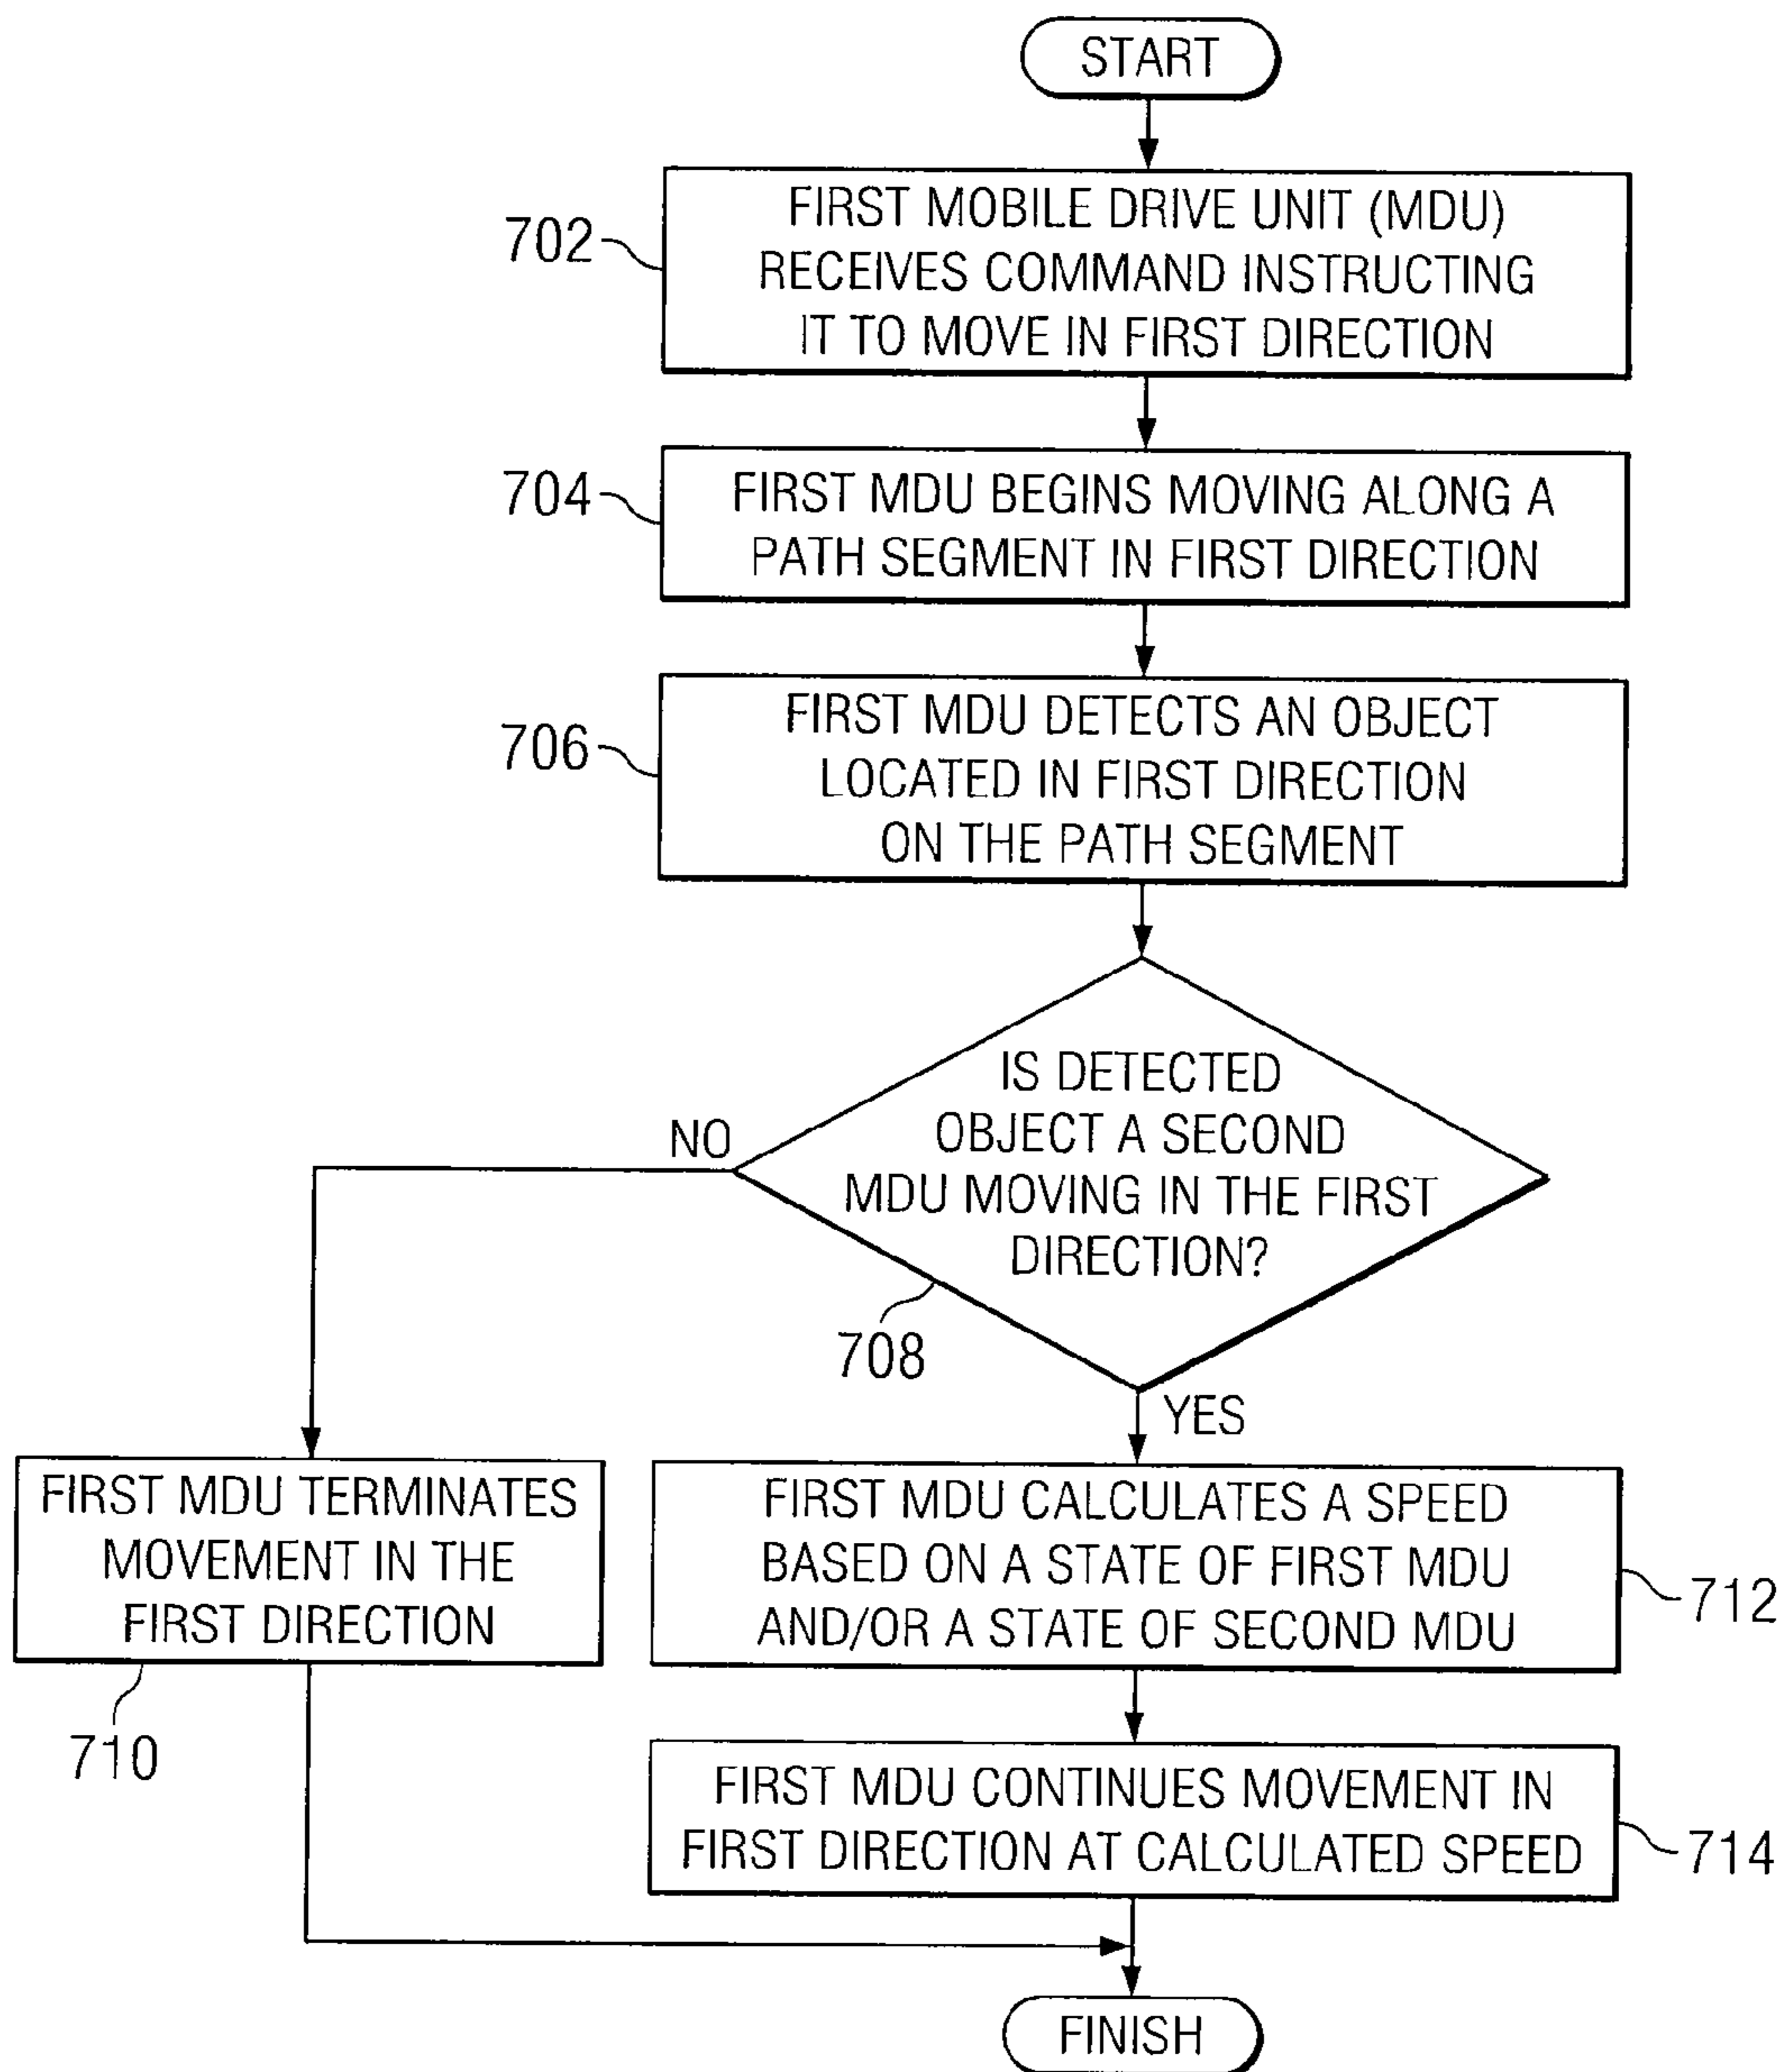 START
702
FIRST MOBILE DRIVE UNIT (MDU)
RECEIVES COMMAND INSTRUCTING
IT TO MOVE IN FIRST DIRECTION
704
FIRST MDU BEGINS MOVING ALONG A
PATH SEGMENT IN FIRST DIRECTION
706
FIRST MDU DETECTS AN OBJECT
LOCATED IN FIRST DIRECTION
ON THE PATH SEGMENT
IS DETECTED
OBJECT A SECOND
MDU MOVING IN THE FIRST
DIRECTION?
NO
708
YES
FIRST MDU TERMINATES
MOVEMENT IN THE
FIRST DIRECTION
710
FIRST MDU CALCULATES A SPEED
BASED ON A STATE OF FIRST MDU
AND/OR A STATE OF SECOND MDU
712
FIRST MDU CONTINUES MOVEMENT IN
FIRST DIRECTION AT CALCULATED SPEED
714
FINISH